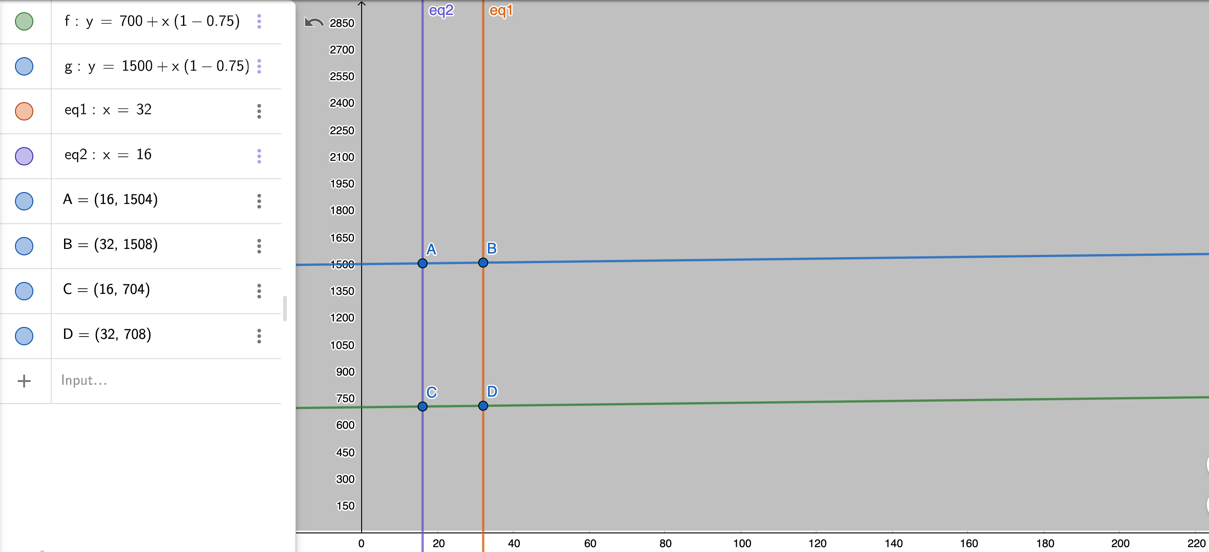 f : y = 700 + x (1 − 0.75)
g : y = 1500 + x (1 − 0.75)
eq1 : x = 32
eq2 : x = 16
A = (16, 1504)
B = (32, 1508)
C = (16, 704)
D = (32, 708)
+ Input...
eq2 eq1
2850
2700
2550
2400
2250
2100
1950
1800
1650
A B
1500
1350
1200
1050
900
C D
750
600
450
300
150
0 20 40 60 80 100 120 140 160 180 200 220